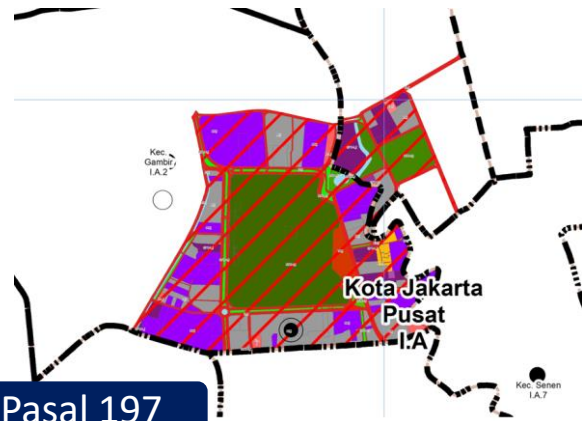 Kec.
Gambir
I.A.2
Kota Jakarta
Pusat
I.A
Kec. Senen
I.A.7
Pasal 197